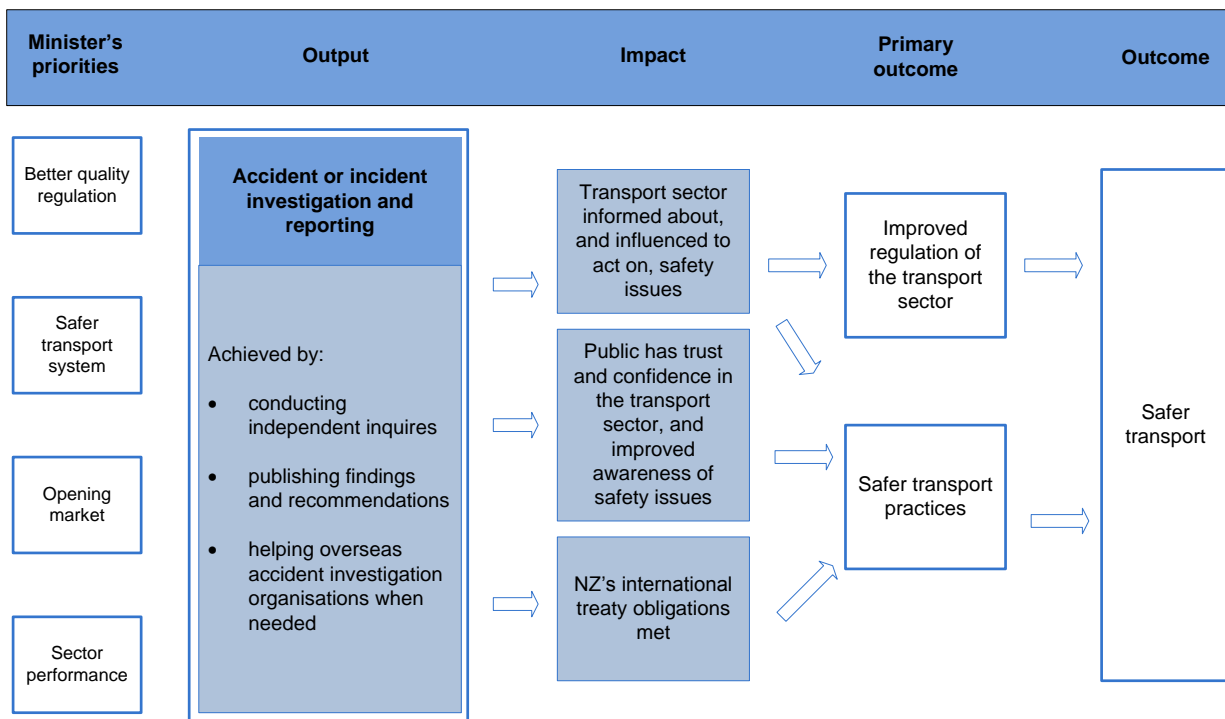 Minister's
priorities
Output
Impact
Primary
outcome
Outcome
Better quality
regulation
Safer
transport
system
Opening
market
Sector
performance
Accident or incident
investigation and
reporting
Achieved by:
• conducting
independent inquires
• publishing findings
and recommendations
• helping overseas
accident investigation
organisations when
needed
Transport sector
informed about,
and influenced to
act on, safety
issues
Public has trust
and confidence in
the transport
sector, and
improved
awareness of
safety issues
NZ's international
treaty obligations
met
Improved
regulation of
the transport
sector
Safer transport
practices
Safer
transport